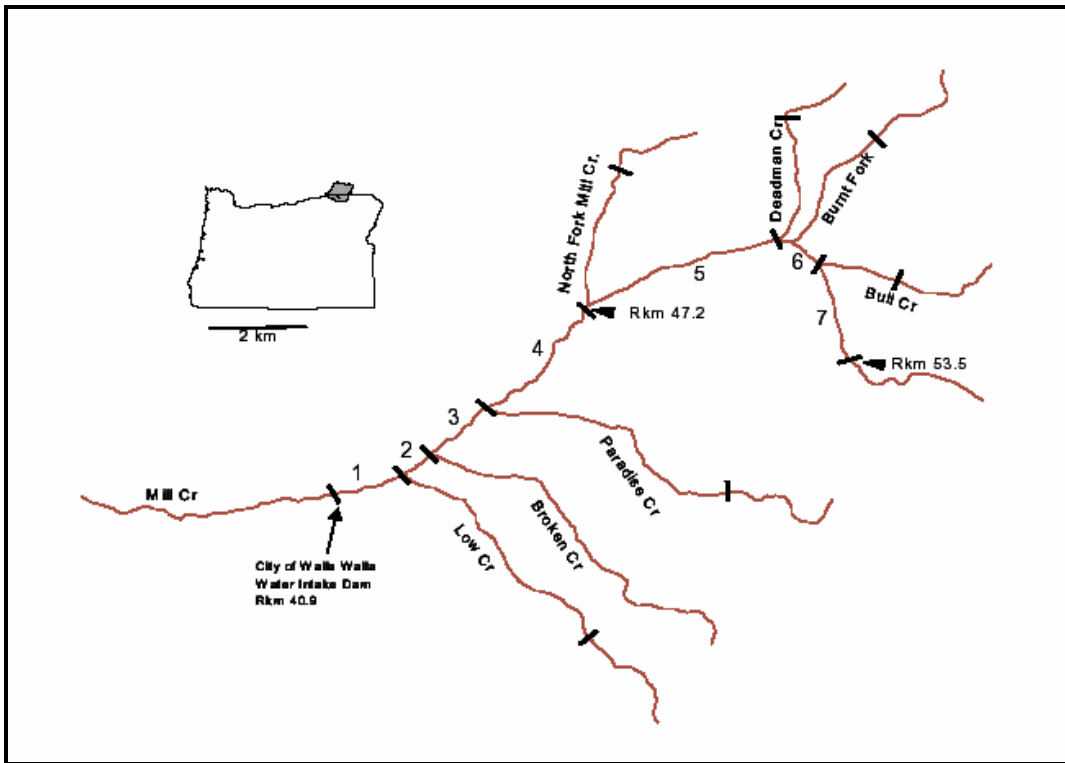 Deadman Cr
Burnt Fork
North Fork Mill Cr.
5
6
Bull Cr
7
Rkm 47.2
2 km
4
Rkm 53.5
3
2
Paradise Cr
1
Mill Cr
Broken Cr
Low Cr
City of Walla Walla
Water Intake Dam
Rkm 40.9